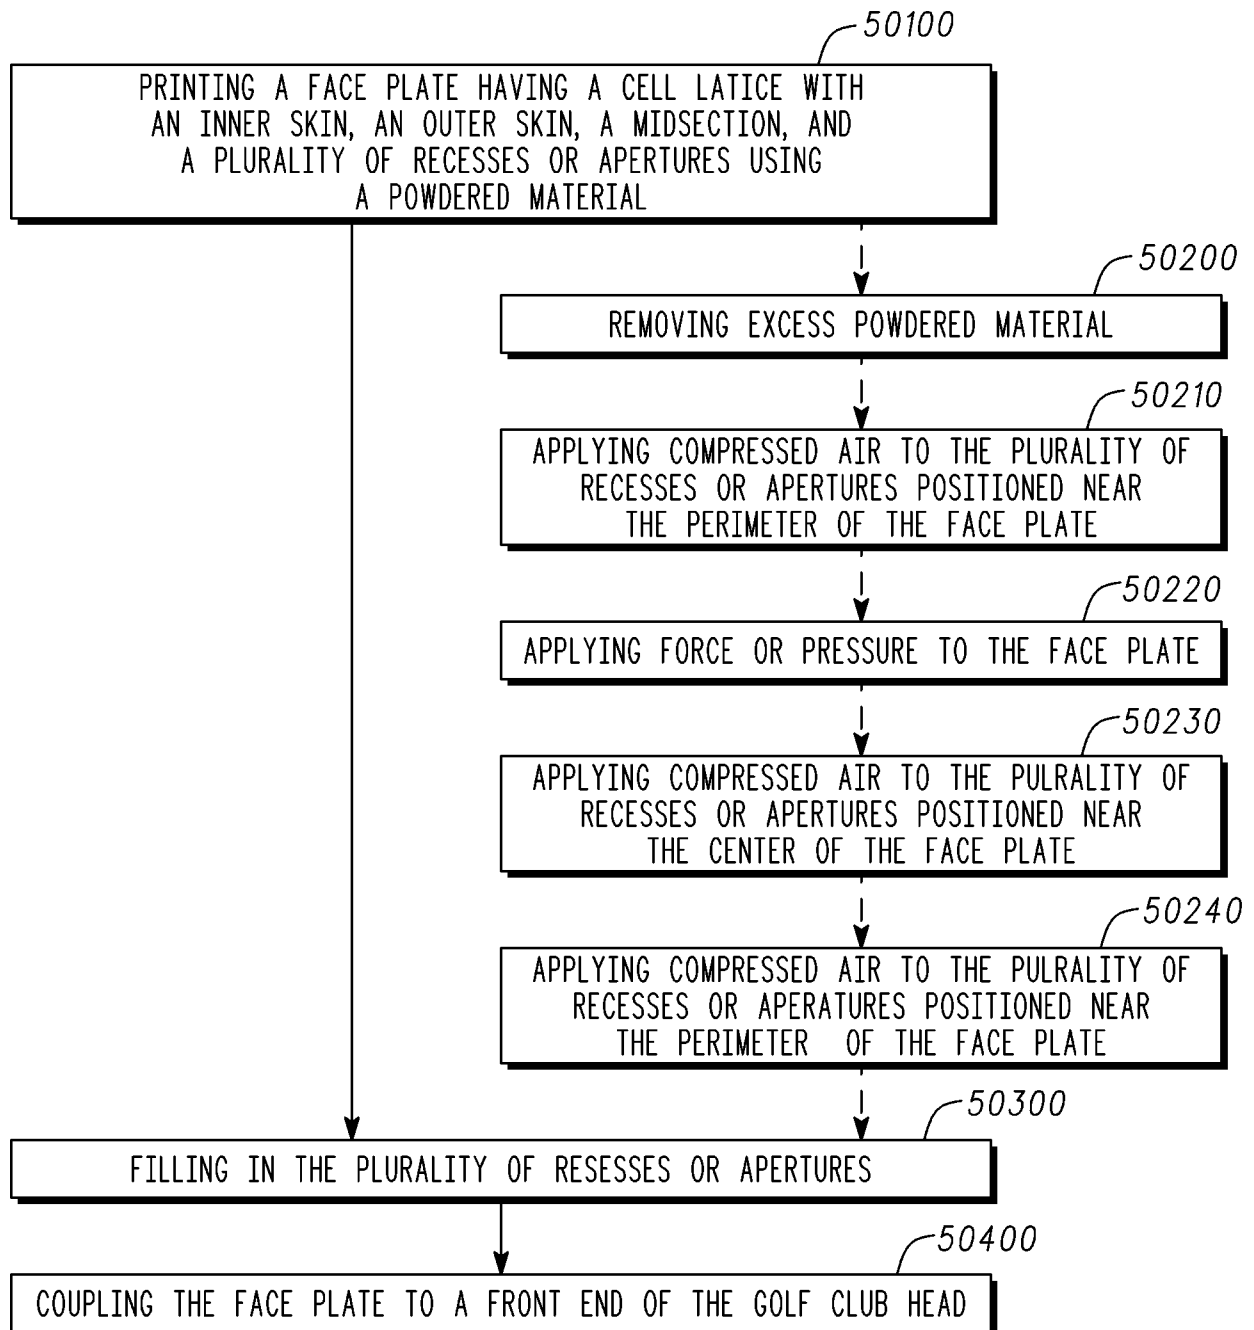 50100
PRINTING A FACE PLATE HAVING A CELL LATICE WITH
AN INNER SKIN, AN OUTER SKIN, A MIDSECTION, AND
A PLURALITY OF RECESSES OR APERTURES USING
A POWDERED MATERIAL
50200
REMOVING EXCESS POWDERED MATERIAL
50210
APPLYING COMPRESSED AIR TO THE PLURALITY OF
RECESSES OR APERTURES POSITIONED NEAR
THE PERIMETER OF THE FACE PLATE
50220
APPLYING FORCE OR PRESSURE TO THE FACE PLATE
50230
APPLYING COMPRESSED AIR TO THE PULRALITY OF
RECESSES OR APERTURES POSITIONED NEAR
THE CENTER OF THE FACE PLATE
50240
APPLYING COMPRESSED AIR TO THE PULRALITY OF
RECESSES OR APERATURES POSITIONED NEAR
THE PERIMETER OF THE FACE PLATE
50300
FILLING IN THE PLURALITY OF RESESSES OR APERTURES
50400
COUPLING THE FACE PLATE TO A FRONT END OF THE GOLF CLUB HEAD